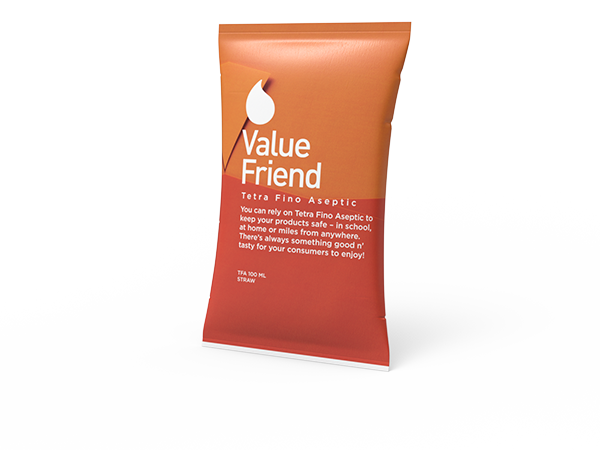 Value
Friend
Tetra Fino Aseptic
You can rely on Tetra Fino Aseptic to
keep your products safe – in school,
at home or miles from anywhere.
There's always something good n'
tasty for your consumers to enjoy!
TFA 100 ML
STRAW